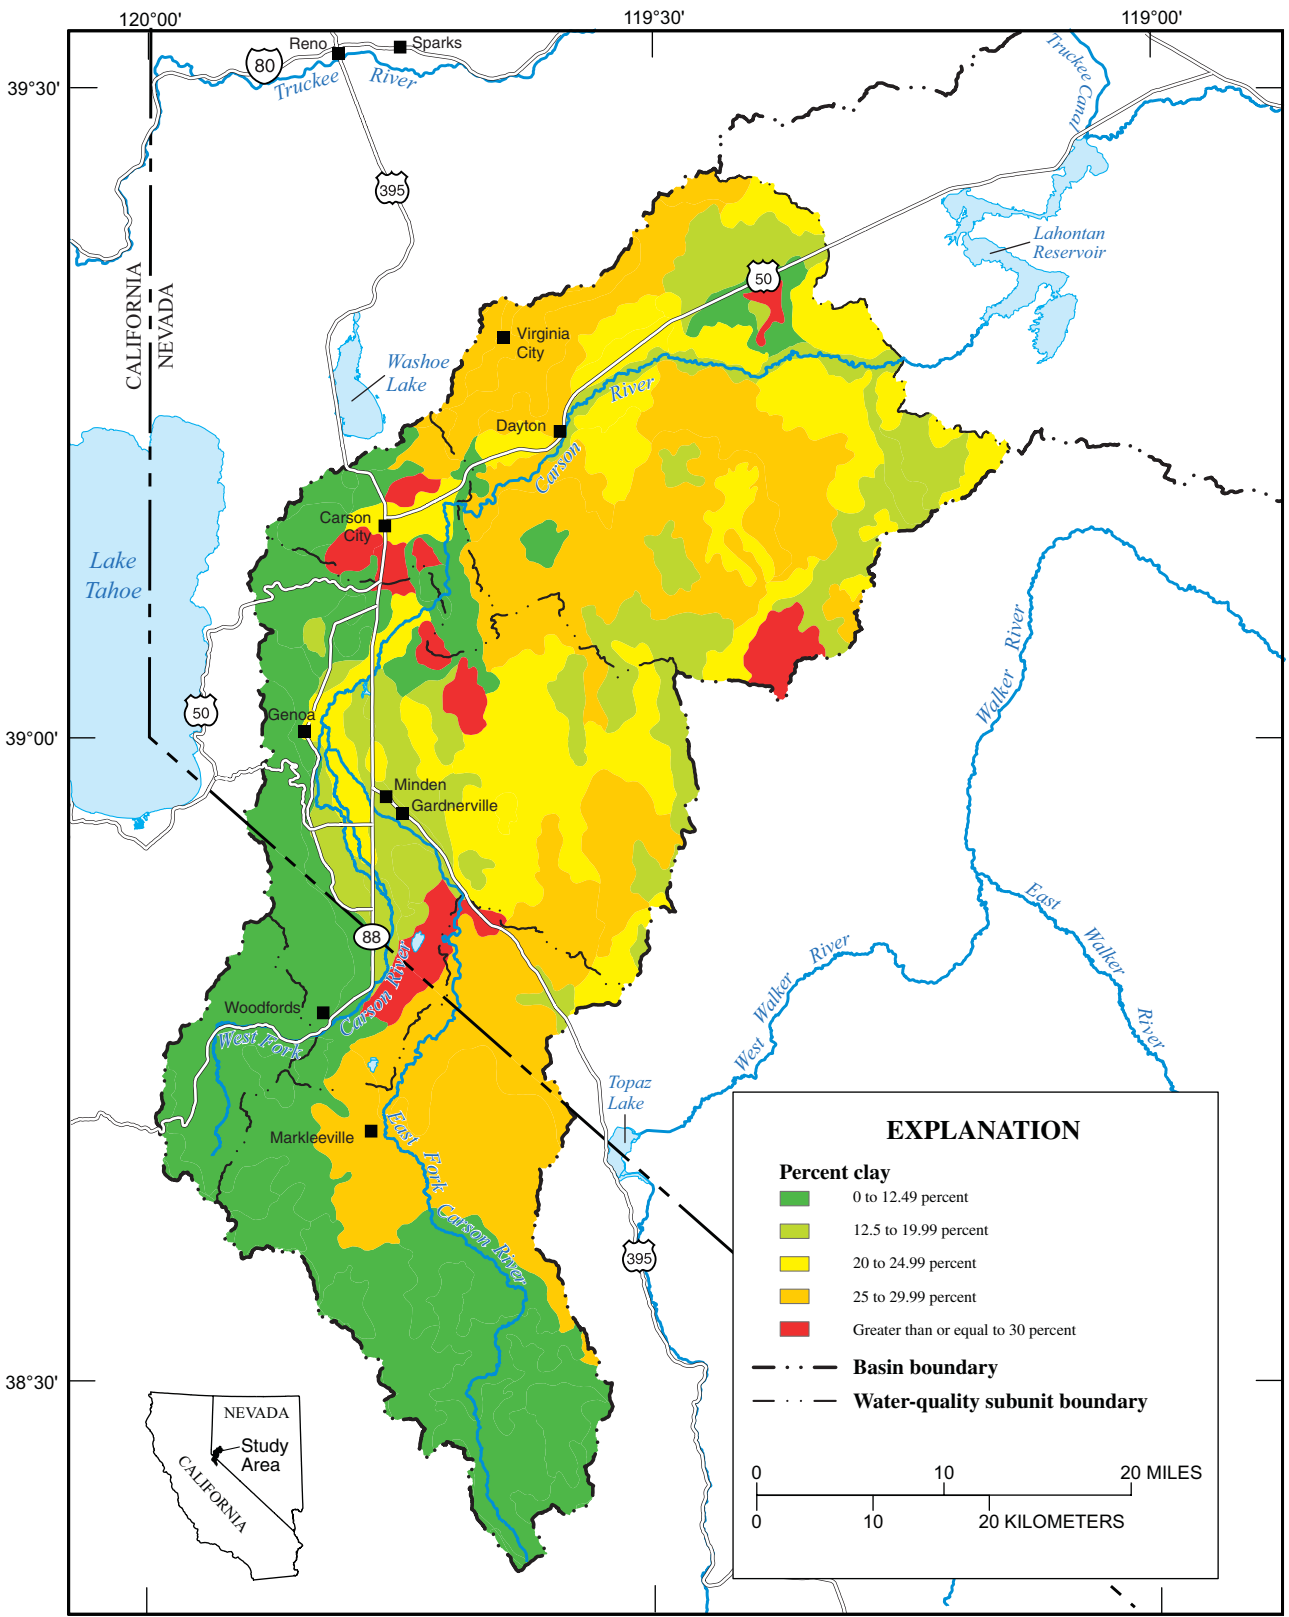 120°00'
119°30'
119°00'
39°30'
39°00'
38°30'
Reno
Sparks
80
Truckee
River
Truckee Canal
395
CALIFORNIA
NEVADA
Lahontan
Reservoir
50
Virginia
City
Washoe
Lake
River
Dayton
Carson
Carson
City
Lake
Tahoe
Walker
River
50
Genoa
Minden
Gardnerville
East
Walker
River
88
West
Walker
River
Woodfords
West Fork
Carson River
Topaz
Lake
Markleeville
East Fork
Carson River
395
EXPLANATION
Percent clay
0 to 12.49 percent
12.5 to 19.99 percent
20 to 24.99 percent
25 to 29.99 percent
Greater than or equal to 30 percent
Basin boundary
Water-quality subunit boundary
0
10
20 MILES
0
10
20 KILOMETERS
NEVADA
Study
Area
CALIFORNIA